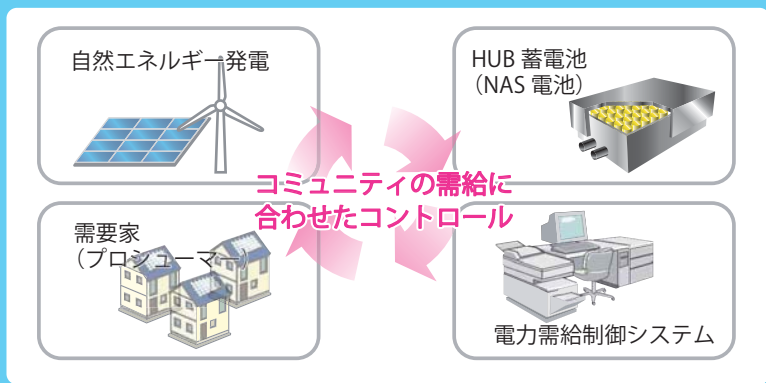 自然エネルギー発電
HUB 蓄電池
（NAS 電池）
コミュニティの需給に
合わせたコントロール
需要家
（プロシューマー）
電力需給制御システム